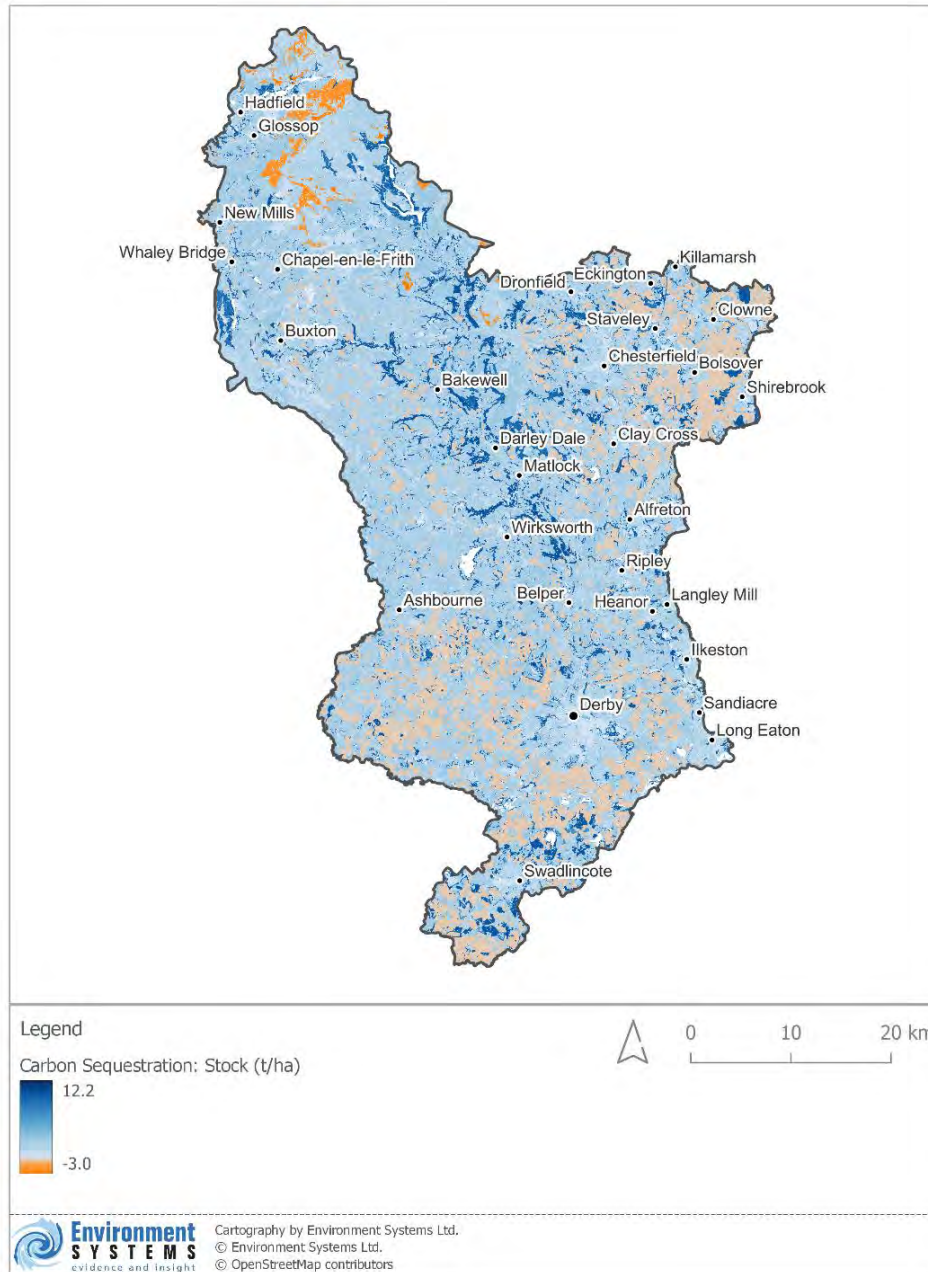 Hadfield
Glossop
New Mills
Whaley Bridge
Chapel-en-le-Frith
Killamarsh
Eckington
Dronfield
Clowne
Staveley
Buxton
Chesterfield
Bolsover
Shirebrook
Bakewell
Darley Dale
Clay Cross
Matlock
Alfreton
Wirksworth
Ripley
Ashbourne
Belper
Heanor
Langley Mill
Ilkeston
Derby
Sandiacre
Long Eaton
Swadlincote
Legend
0 10 20 km
Carbon Sequestration: Stock (t/ha)
12.2
-3.0
Environment
SYSTEMS
evidence and insight
Cartography by Environment Systems Ltd.
© Environment Systems Ltd.
© OpenStreetMap contributors